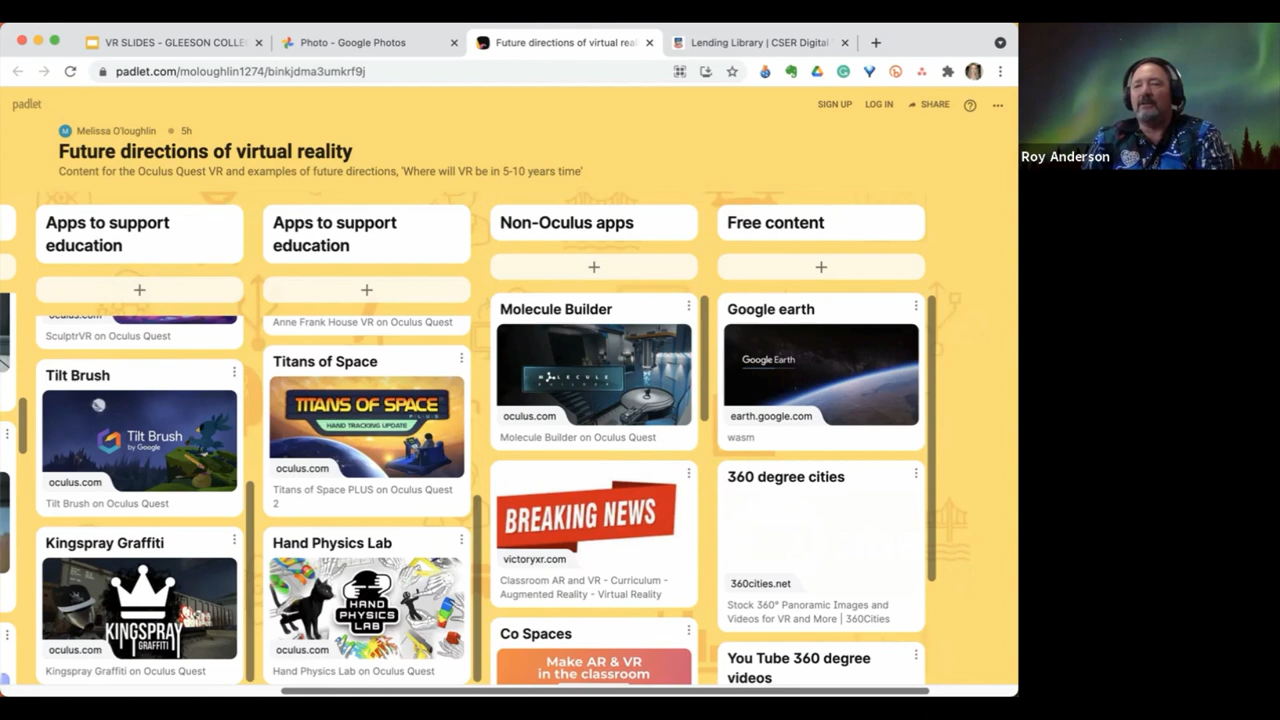 VR SLIDES - GLEESON COLLE
Photo - Google Photos
Future directions of virtual rea
Lending Library | CSER Digital
padlet.com/moloughlin1274/binkjdma3umkrf9j
padlet
SIGN UP
LOG IN
SHARE
M Melissa O'loughlin 5h
Future directions of virtual reality
Content for the Oculus Quest VR and examples of future directions, 'Where will VR be in 5-10 years time'
Apps to support
education
oculus.com
SculptrVR on Oculus Quest
Tilt Brush
Tilt Brush
by Google
oculus.com
Tilt Brush on Oculus Quest
Kingspray Graffiti
KINGSPRAY
GRAFFITI
oculus.com
Kingspray Graffiti on Oculus Quest
Apps to support
education
Anne Frank House VR on Oculus Quest
Titans of Space
TITANS OF SPACE
PLUS
HAND TRACKING UPDATE
oculus.com
Titans of Space PLUS on Oculus Quest
2
Hand Physics Lab
HAND
PHYSICS
LAB
oculus.com
Hand Physics Lab on Oculus Quest
Non-Oculus apps
Molecule Builder
MOLECULE
BUILDER
oculus.com
Molecule Builder on Oculus Quest
BREAKING NEWS
victoryxr.com
Classroom AR and VR - Curriculum -
Augmented Reality - Virtual Reality
Co Spaces
Make AR & VR
in the classroom
Free content
Google earth
Google Earth
earth.google.com
wasm
360 degree cities
360cities.net
Stock 360° Panoramic Images and
Videos for VR and More | 360Cities
You Tube 360 degree
videos
Roy Anderson